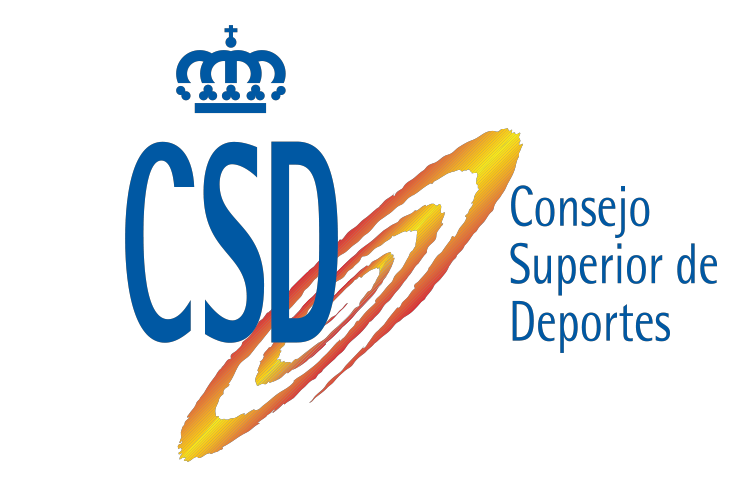 CSD
Consejo
Superior de
Deportes